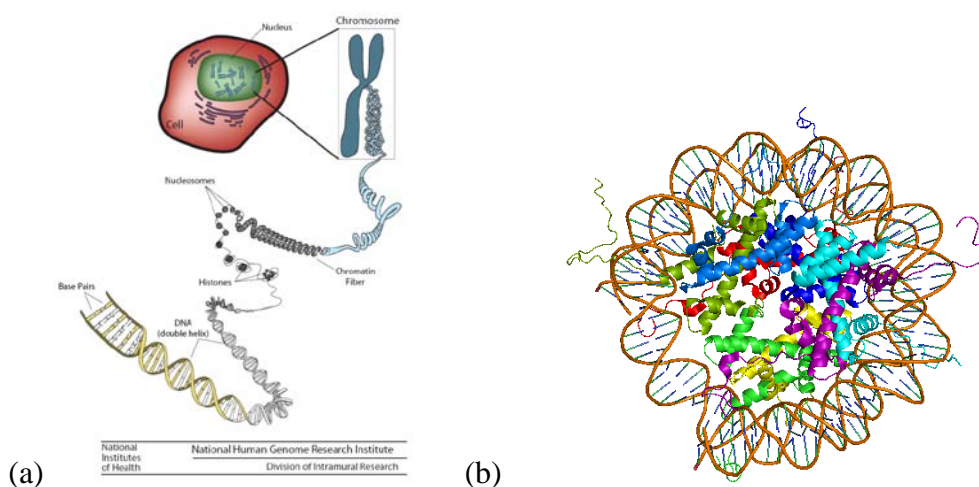 Chromosome
Nucleus
Cell
Nucleosomes
Chromatin
Fiber
Histones
Base Pairs
DNA
(double helix)
National
Institutes
of Health
National Human Genome Research Institute
Division of Intramural Research
(a)
(b)